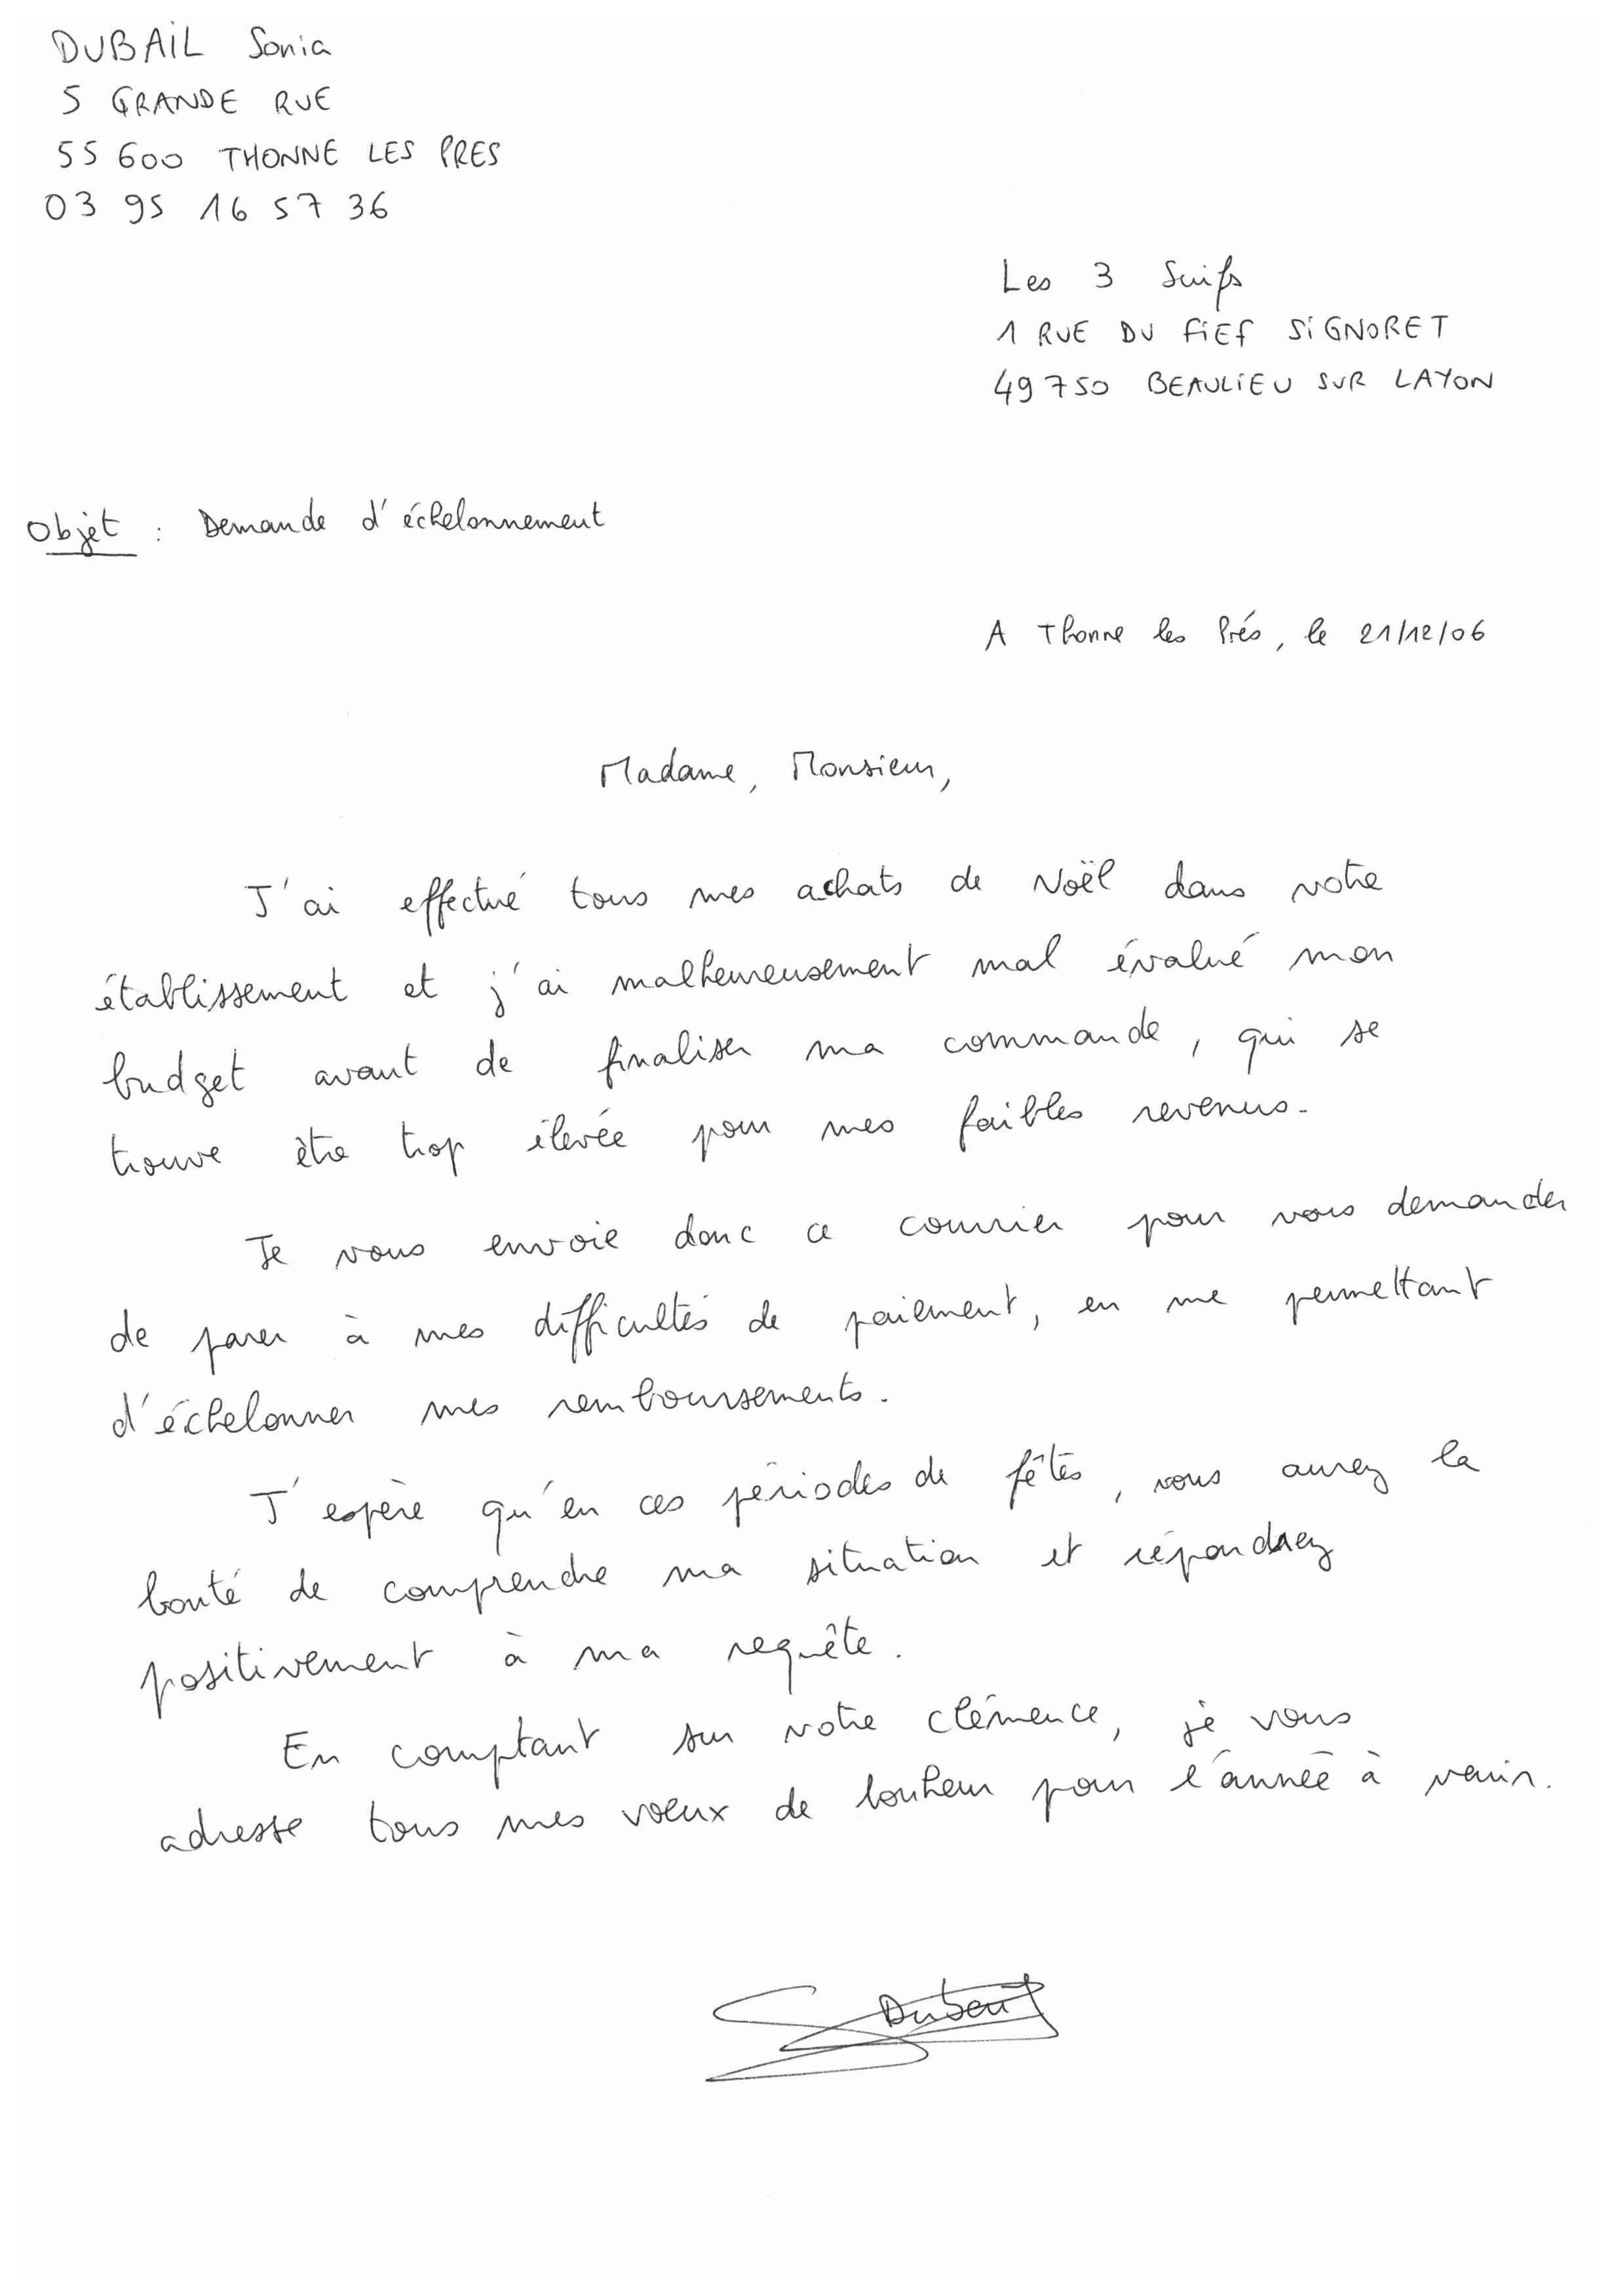 DUBAIL Sonia
5 GRANDE RUE
55 600 THONNE LES PRES
03 95 16 57 36
Les 3 Suifs
1 RUE DU FIEF SIGNORET
49 750 BEAULIEU SUR LAYON
Objet : Demande d'échelonnement
A Thonne les Prés, le 21/12/06
Madame, Monsieur,
J'ai effectué tous mes achats de Noël dans votre
établissement et j'ai malheureusement mal évalué mon
budget avant de finaliser ma commande, qui se
trouve être trop élevée pour mes faibles revenus.
Je vous envoie donc ce courrier pour vous demander
de parer à mes difficultés de paiement, en me permettant
d'échelonner mes remboursements.
J'espère qu'en ces périodes de fêtes, vous aurez la
bonté de comprendre ma situation et répondrez
positivement à ma requête.
En comptant sur votre clémence, je vous
adresse tous mes vœux de bonheur pour l'année à venir.
S Dubail